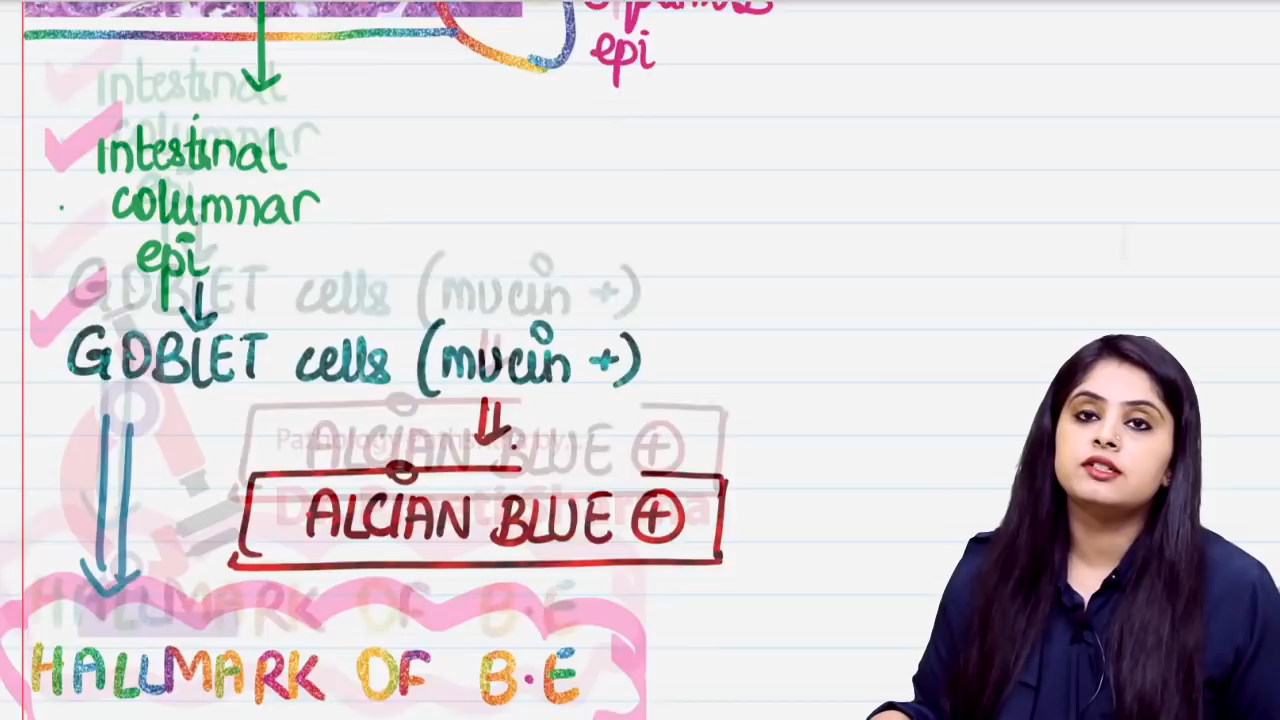 epi
Intestinal
columnar
epi
GOBLET cells (mucin +)
ALCIAN BLUE +
HALLMARK OF B.E